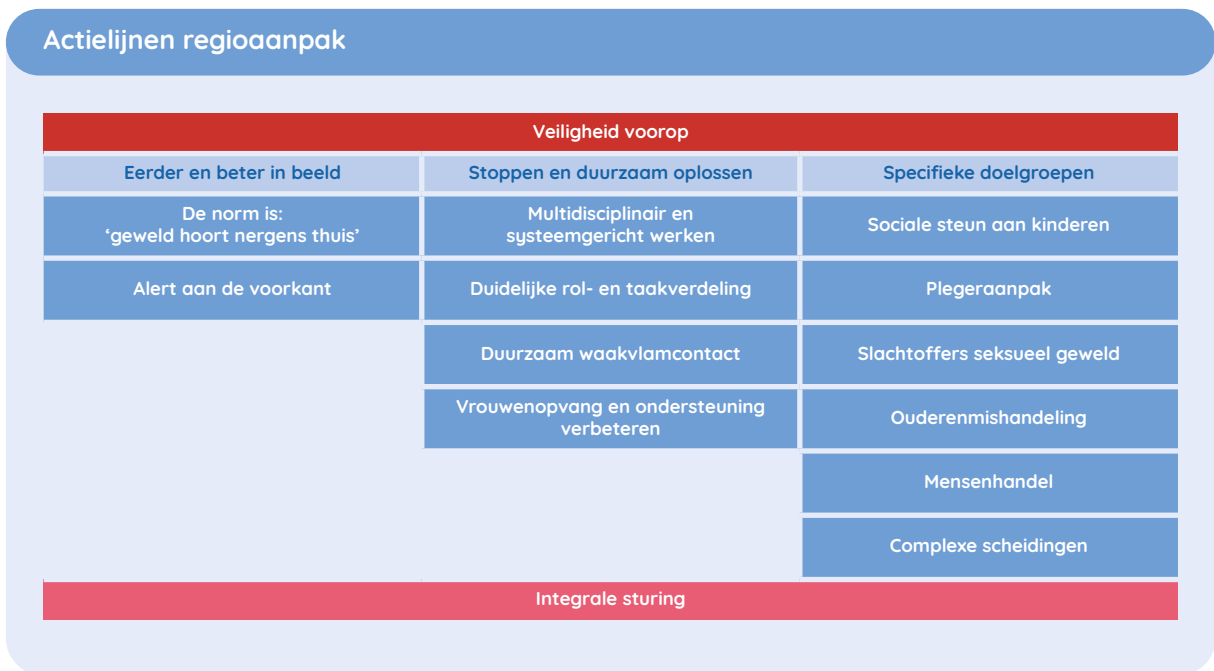 Actielijnen regioaanpak
Veiligheid voorop
Eerder en beter in beeld
Stoppen en duurzaam oplossen
Specifieke doelgroepen
De norm is:
‘geweld hoort nergens thuis’
Multidisciplinair en
systeemgericht werken
Sociale steun aan kinderen
Alert aan de voorkant
Duidelijke rol- en taakverdeling
Plegeraanpak
Duurzaam waakvlamcontact
Slachtoffers seksueel geweld
Vrouwenopvang en ondersteuning
verbeteren
Ouderenmishandeling
Mensenhandel
Complexe scheidingen
Integrale sturing